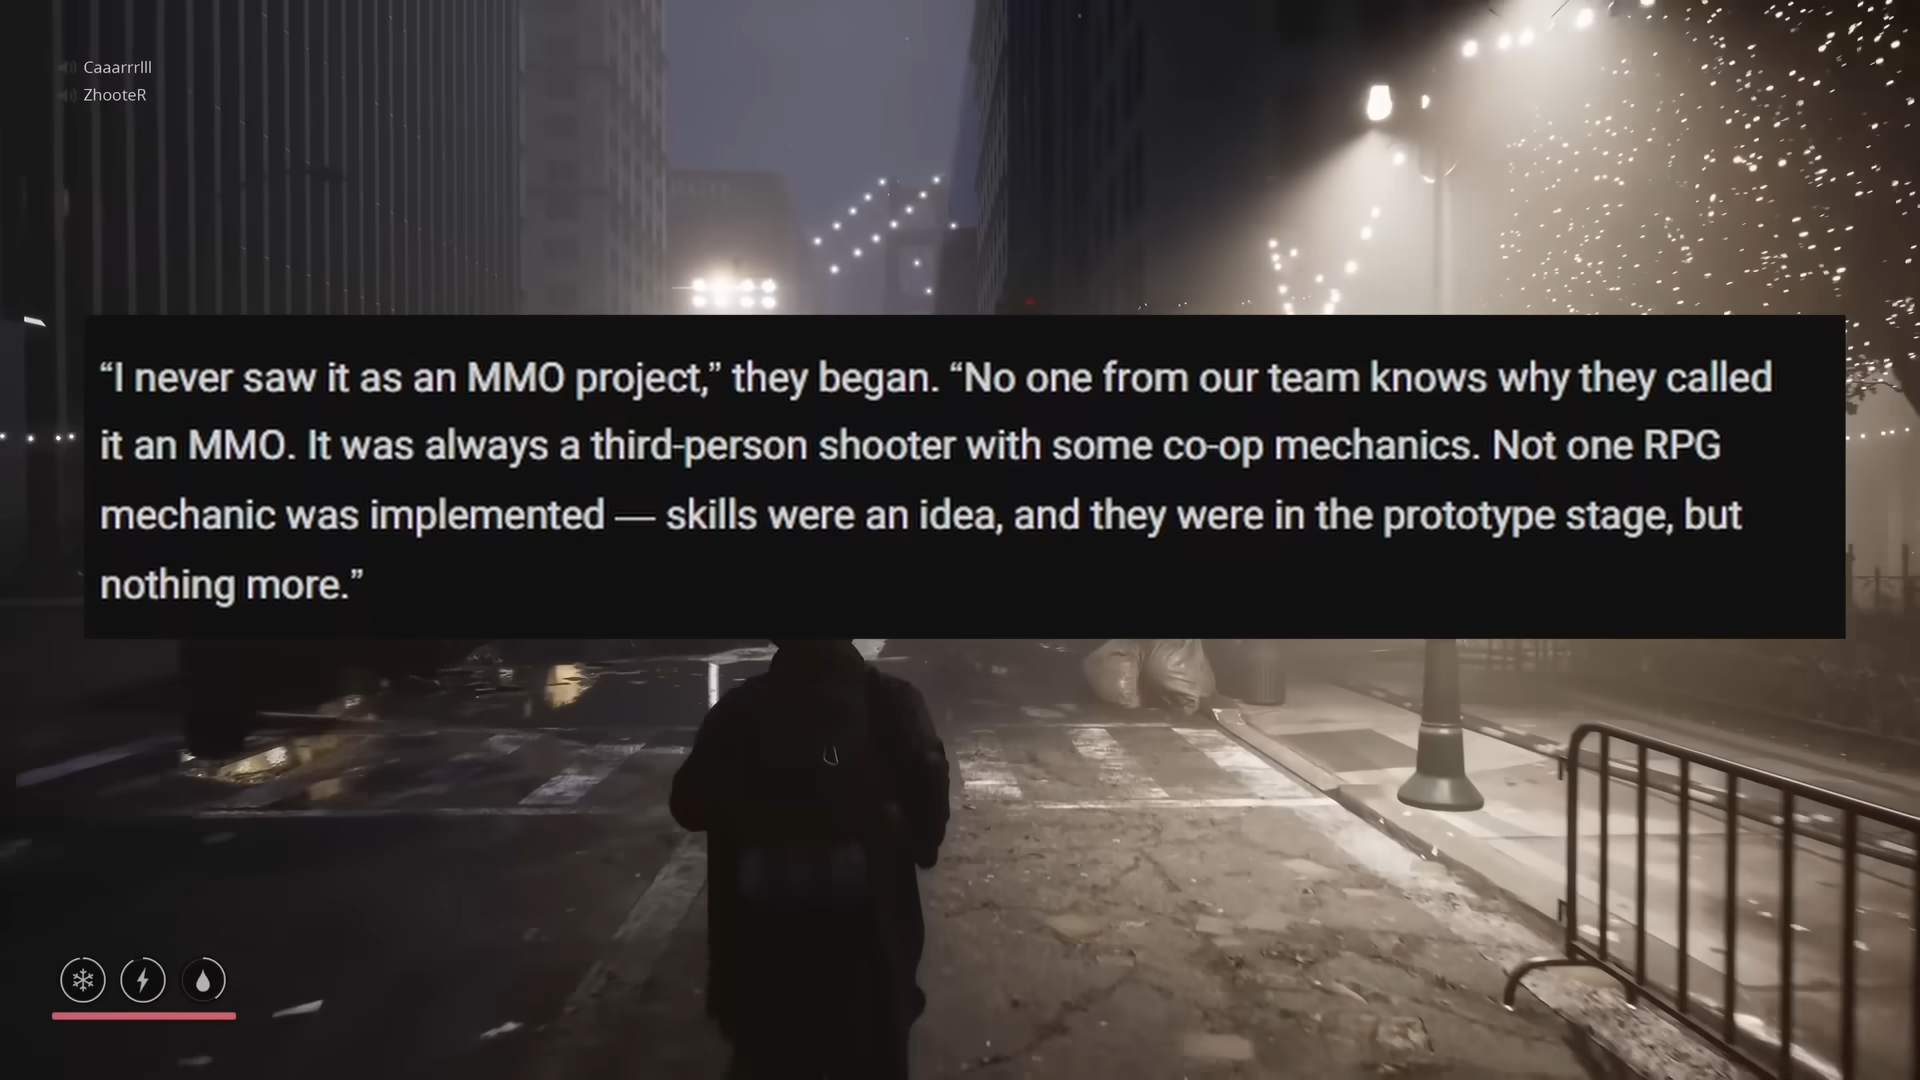 Caaarrrlll
ZhooteR
“I never saw it as an MMO project,” they began. “No one from our team knows why they called
it an MMO. It was always a third-person shooter with some co-op mechanics. Not one RPG
mechanic was implemented — skills were an idea, and they were in the prototype stage, but
nothing more.”